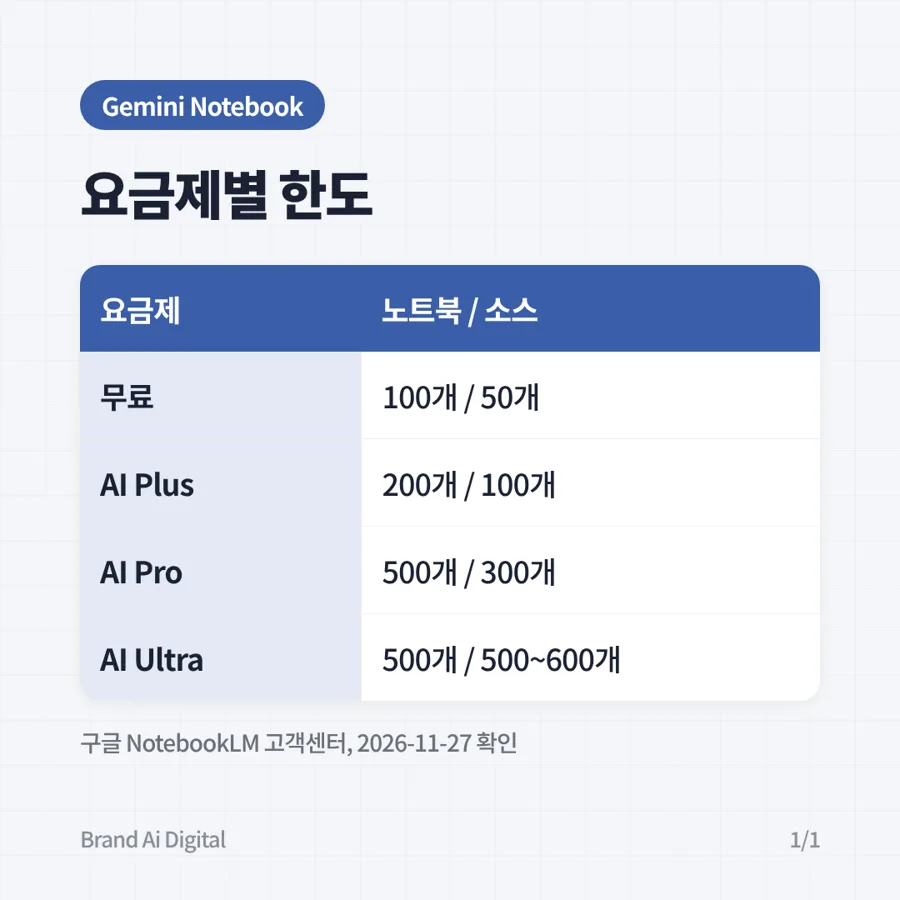 Gemini Notebook
요금제별 한도
요금제 노트북 / 소스
무료 100개 / 50개
AI Plus 200개 / 100개
AI Pro 500개 / 300개
AI Ultra 500개 / 500~600개
구글 NotebookLM 고객센터, 2026-11-27 확인
Brand Ai Digital 1/1